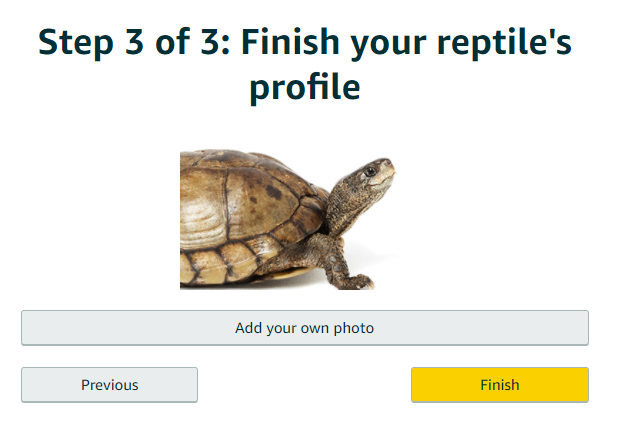 Step 3 of 3: Finish your reptile's
profile
Add your own photo
Previous
Finish